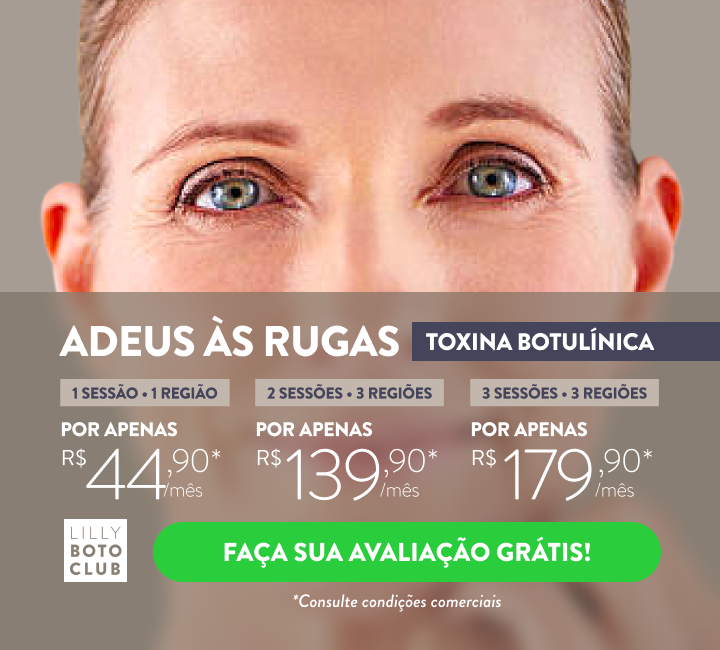 ADEUS ÀS RUGAS
TOXINA BOTULÍNICA
1 SESSÃO • 1 REGIÃO
POR APENAS
R$ 44,90*
/mês
2 SESSÕES • 3 REGIÕES
POR APENAS
R$ 139,90*
/mês
3 SESSÕES • 3 REGIÕES
POR APENAS
R$ 179,90*
/mês
LILLY
BOTO
CLUB
FAÇA SUA AVALIAÇÃO GRÁTIS!
*Consulte condições comerciais